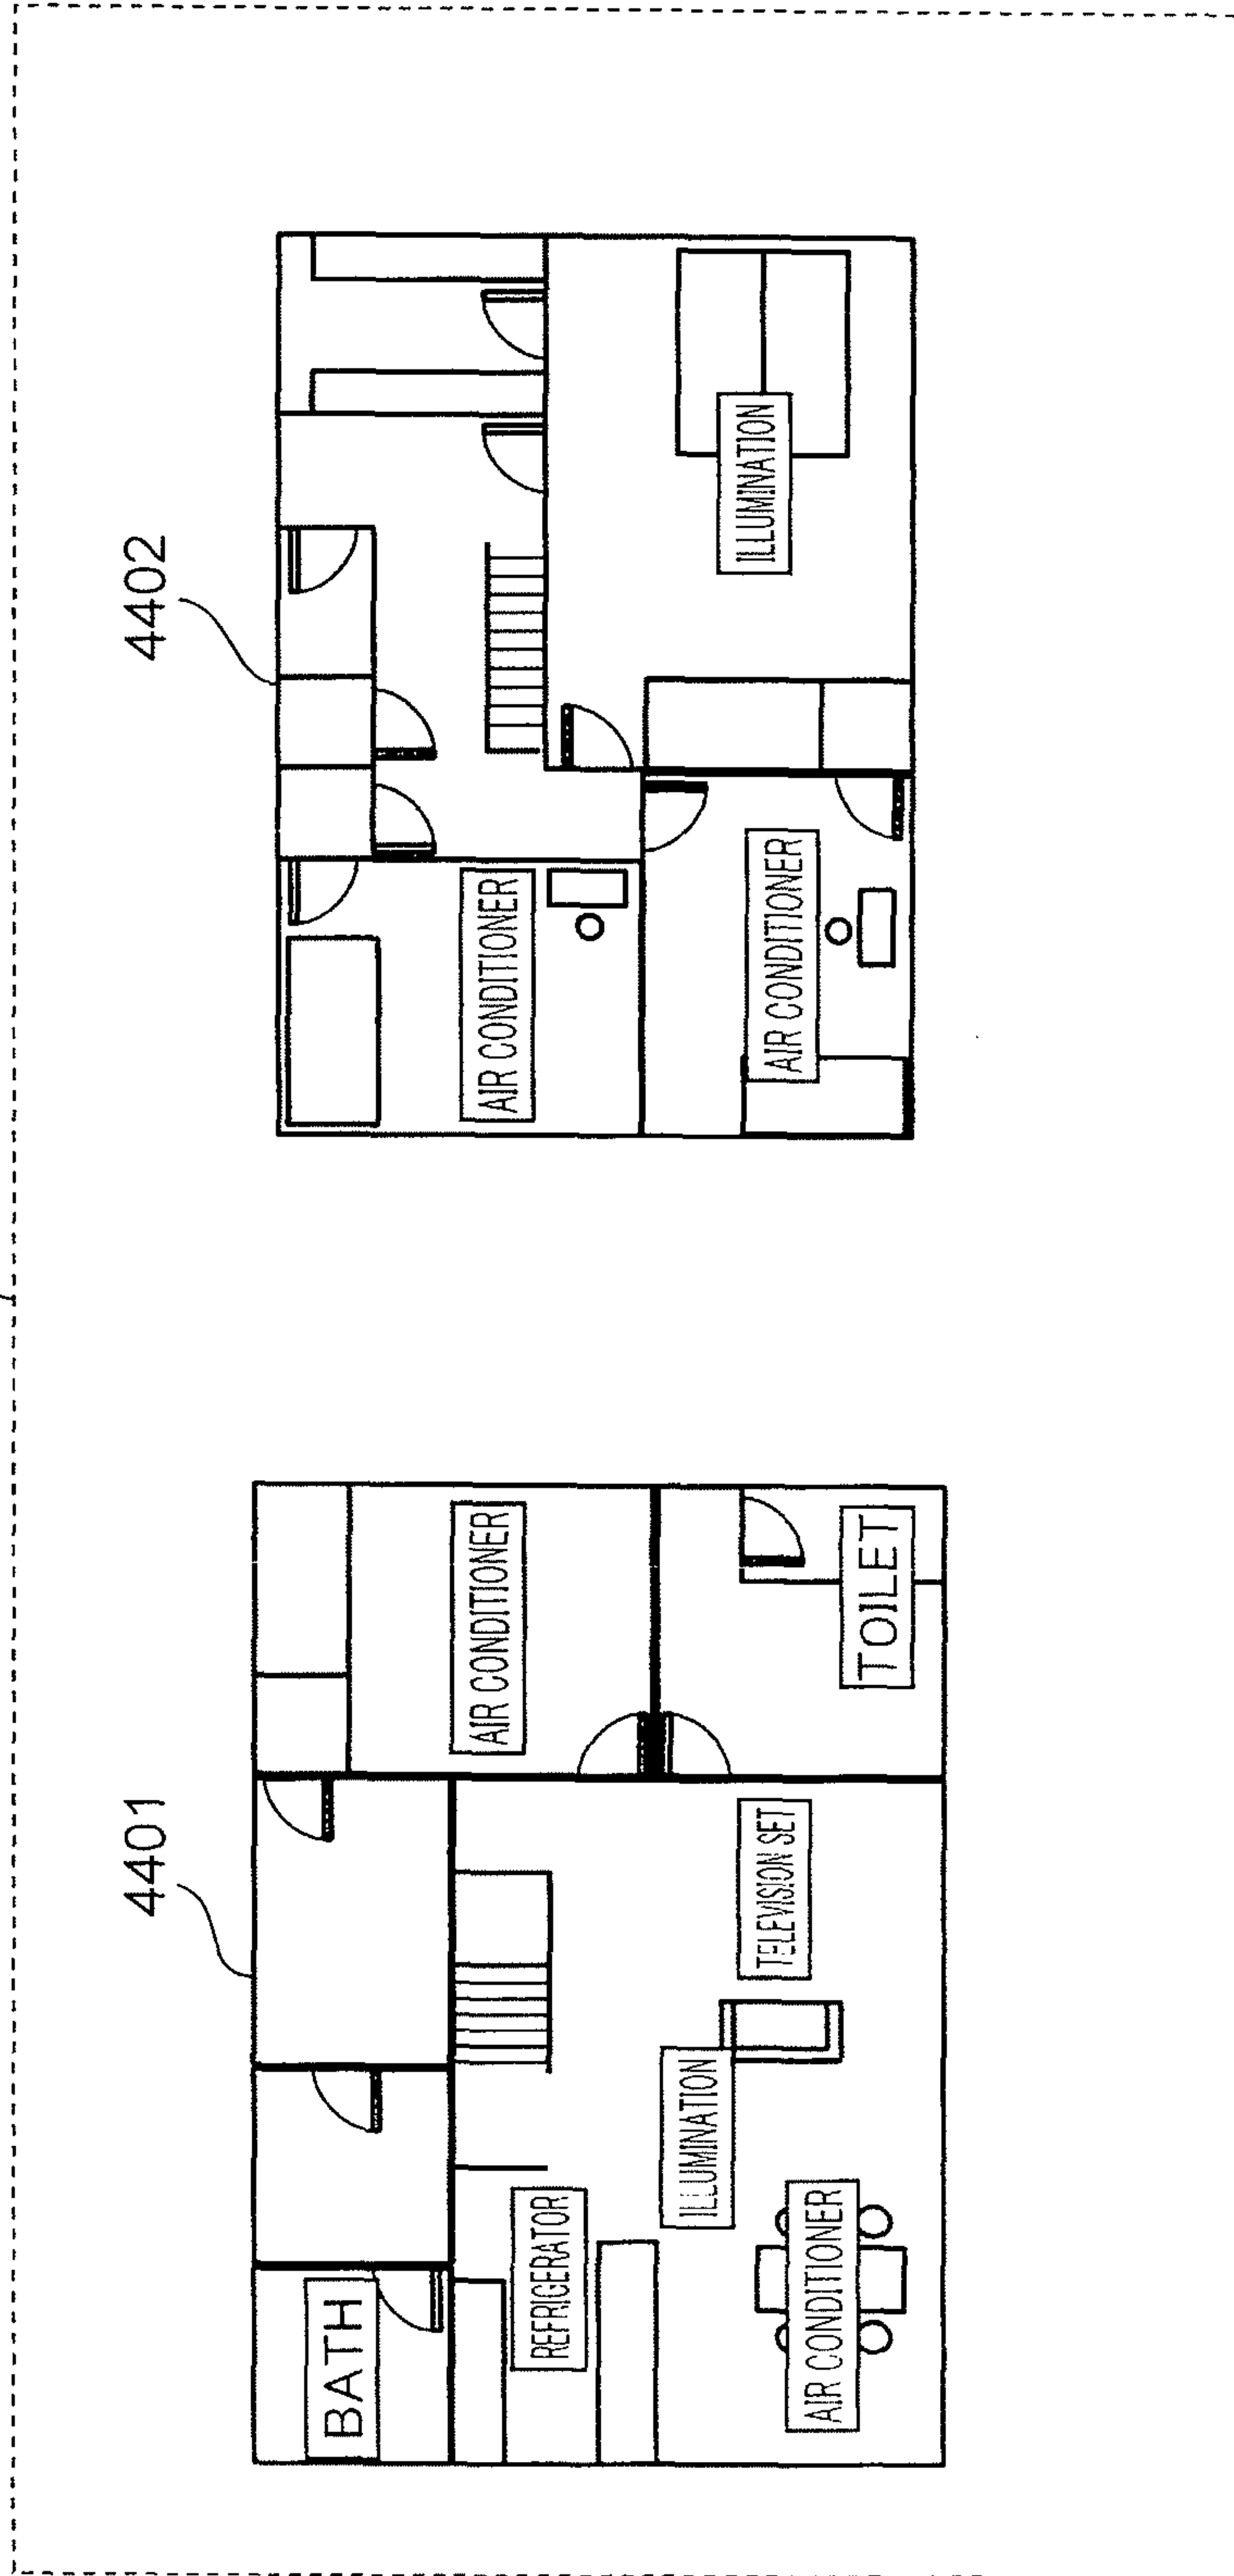 4401
BATH
REFRIGERATOR
AIR CONDITIONER
ILLUMINATION
AIR CONDITIONER
TELEVISION SET
TOILET
4402
AIR CONDITIONER
AIR CONDITIONER
ILLUMINATION